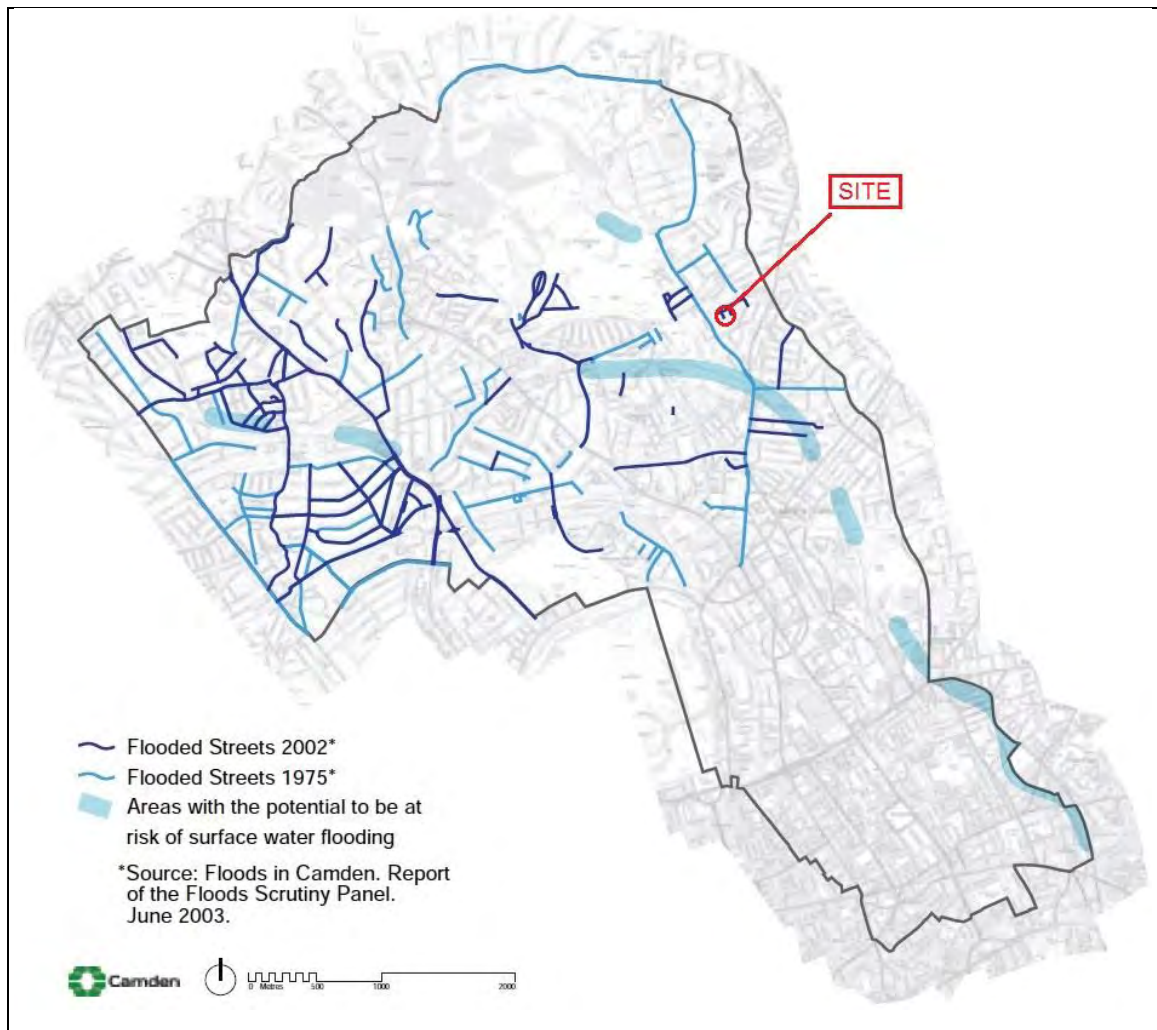 SITE
Flooded Streets 2002*
Flooded Streets 1975*
Areas with the potential to be at
risk of surface water flooding
*Source: Floods in Camden. Report
of the Floods Scrutiny Panel.
June 2003.
Camden
0 Metres 500 1000 2000